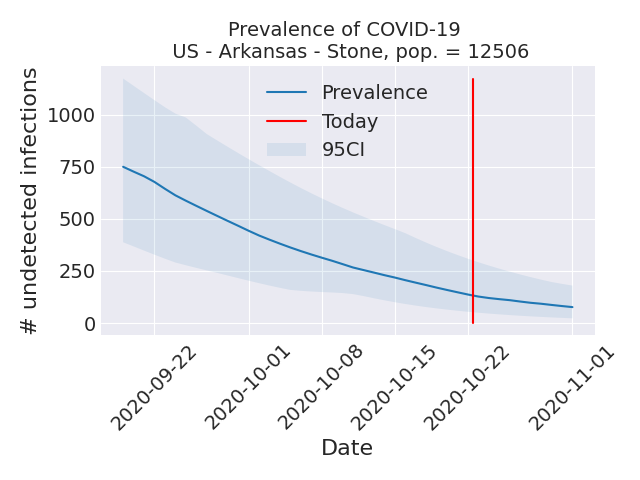 Prevalence of COVID-19
US - Arkansas - Stone, pop. = 12506
# undetected infections
1000
750
500
250
0
Prevalence
Today
95CI
2020-09-22
2020-10-01
2020-10-08
2020-10-15
2020-10-22
2020-11-01
Date